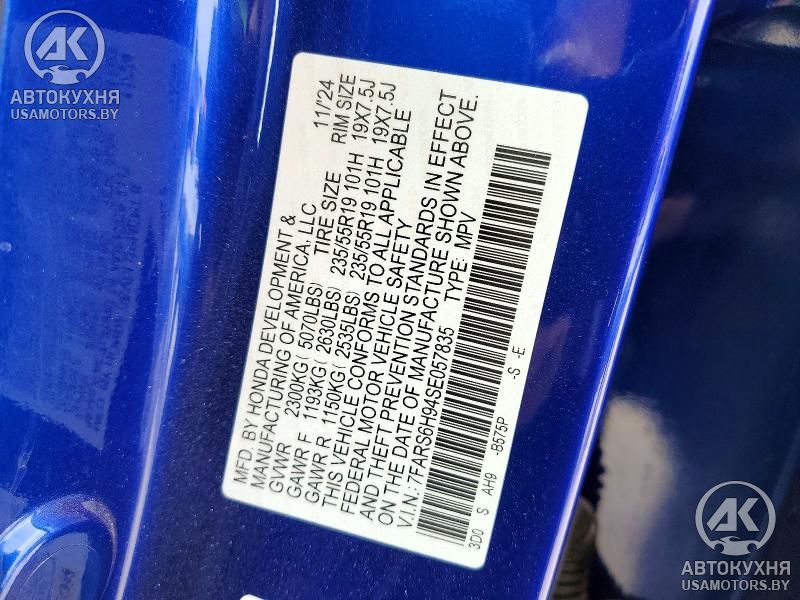 AK
АВТОКУХНЯ
USAMOTORS.BY
MFD. BY HONDA DEVELOPMENT & 11/'24
MANUFACTURING OF AMERICA, LLC
GVWR 2300KG( 5070LBS) TIRE SIZE RIM SIZE
GAWR F 1193KG( 2630LBS) 235/55R19 101H 19X7.5J
GAWR R 1150KG( 2535LBS) 235/55R19 101H 19X7.5J
THIS VEHICLE CONFORMS TO ALL APPLICABLE
FEDERAL MOTOR VEHICLE SAFETY
AND THEFT PREVENTION STANDARDS IN EFFECT
ON THE DATE OF MANUFACTURE SHOWN ABOVE.
V.I.N.: 7FARS6H94SE057835 TYPE: MPV
3D0 S AH9 -B575P -S -E
AK
АВТОКУХНЯ
USAMOTORS.BY